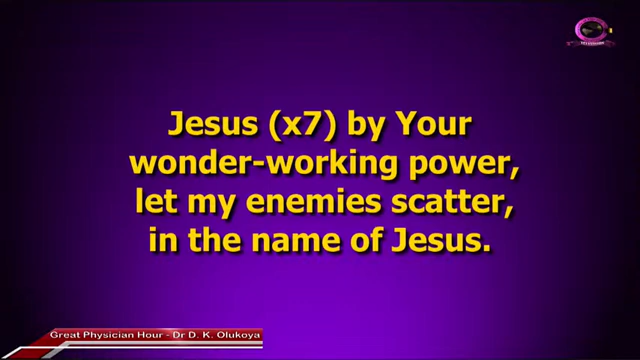 Jesus (x7) by Your
wonder-working power,
let my enemies scatter,
in the name of Jesus.
Great Physician Hour - Dr D. K. Olukoya